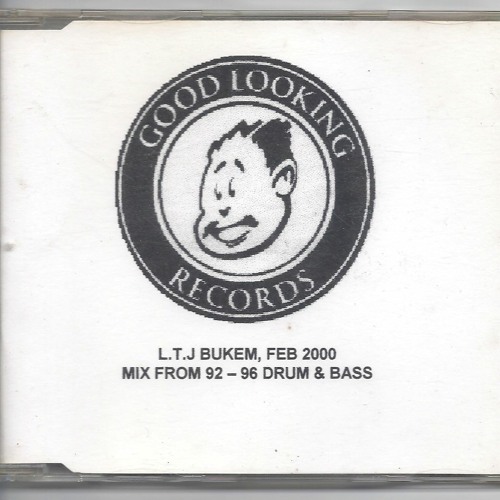 GOOD LOOKING
RECORDS
L.T.J BUKEM, FEB 2000
MIX FROM 92 – 96 DRUM & BASS